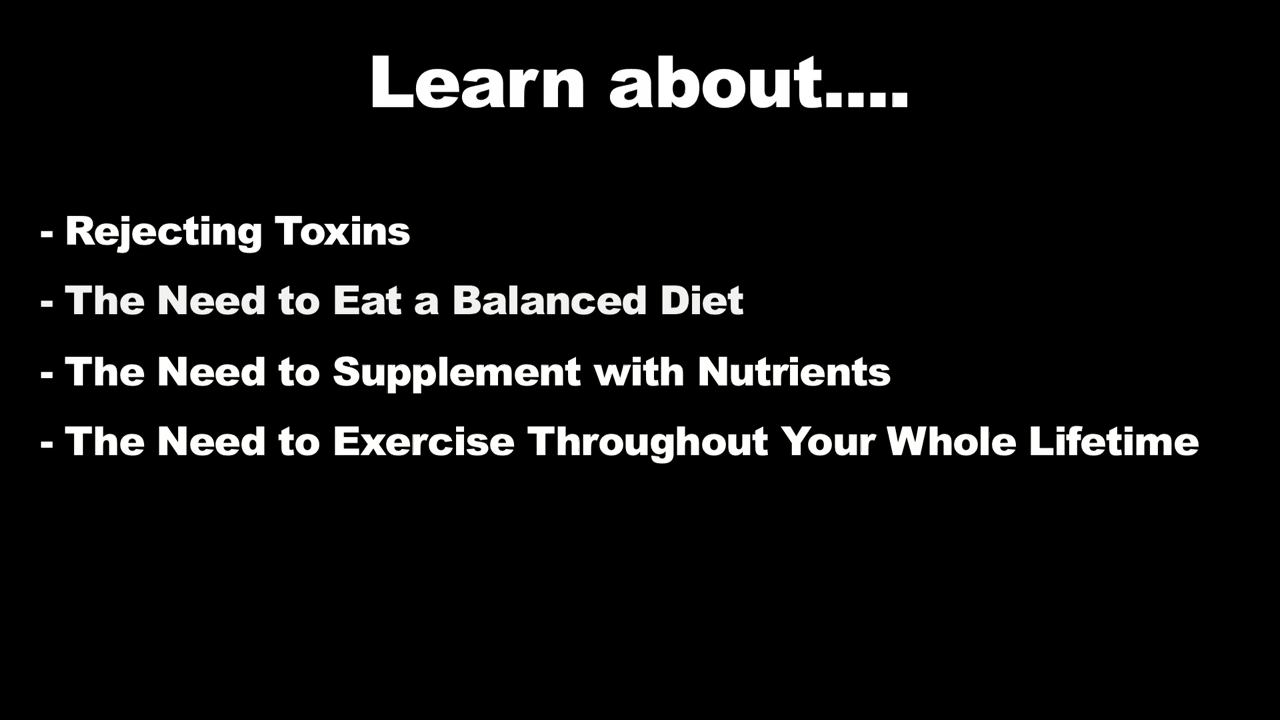 Learn about....
- Rejecting Toxins
- The Need to Eat a Balanced Diet
- The Need to Supplement with Nutrients
- The Need to Exercise Throughout Your Whole Lifetime